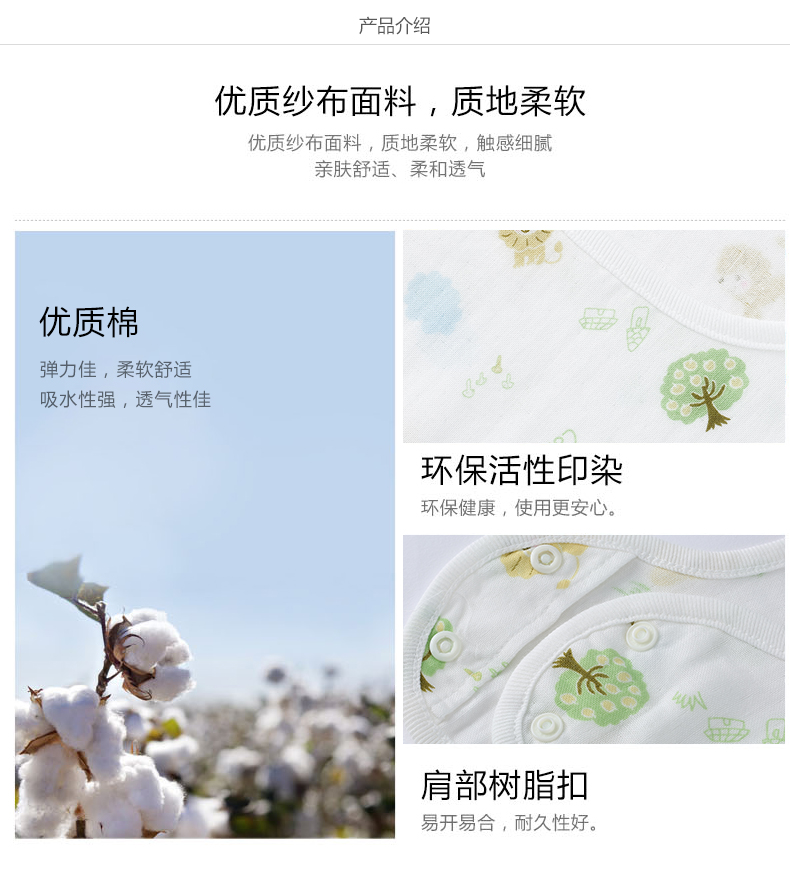 产品介绍
优质纱布面料，质地柔软
优质纱布面料，质地柔软，触感细腻
亲肤舒适、柔和透气
优质棉
弹力佳，柔软舒适
吸水性强，透气性佳
环保活性印染
环保健康，使用更安心。
肩部树脂扣
易开易合，耐久性好。